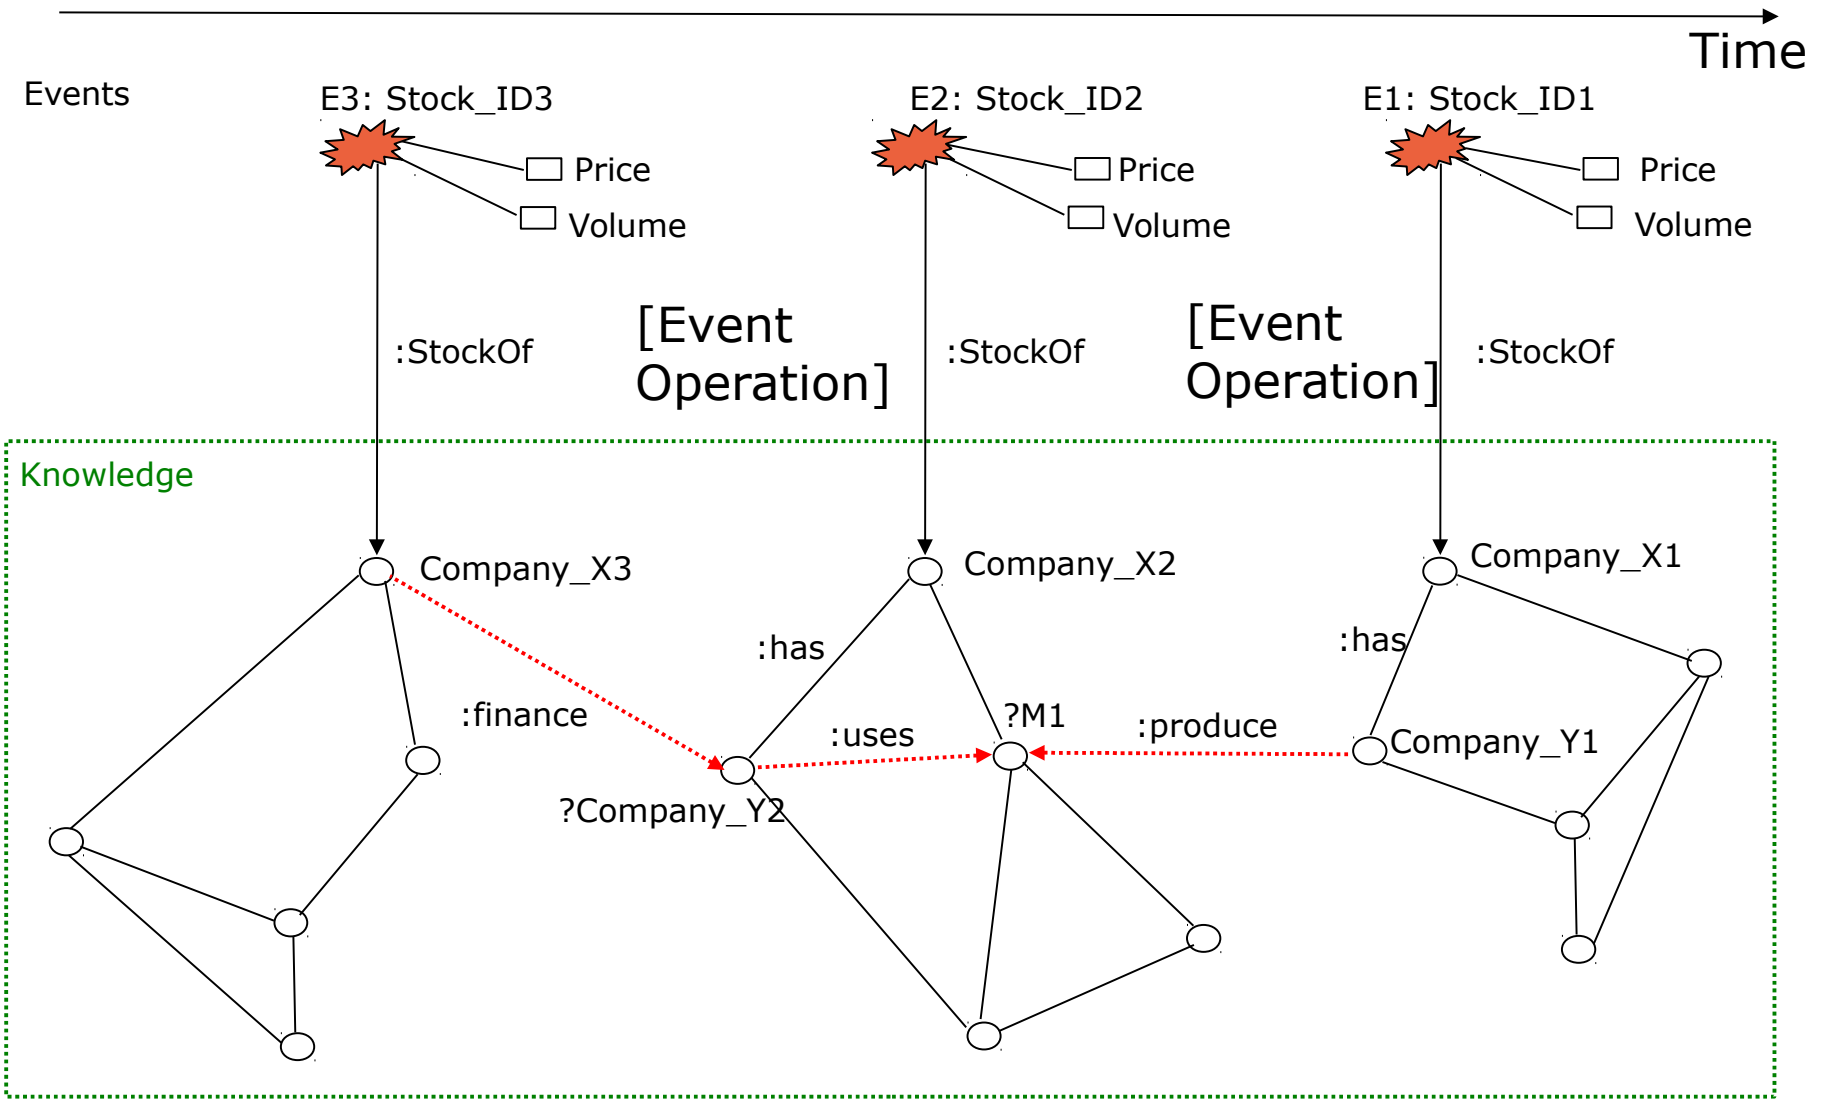 Time
Events
E3: Stock_ID3
E2: Stock_ID2
E1: Stock_ID1
Price
Price
Price
Volume
Volume
Volume
[Event
Operation]
[Event
Operation]
:StockOf
:StockOf
:StockOf
Knowledge
Company_X3
Company_X2
Company_X1
:has
:has
:finance
:uses
?M1
:produce
Company_Y1
?Company_Y2